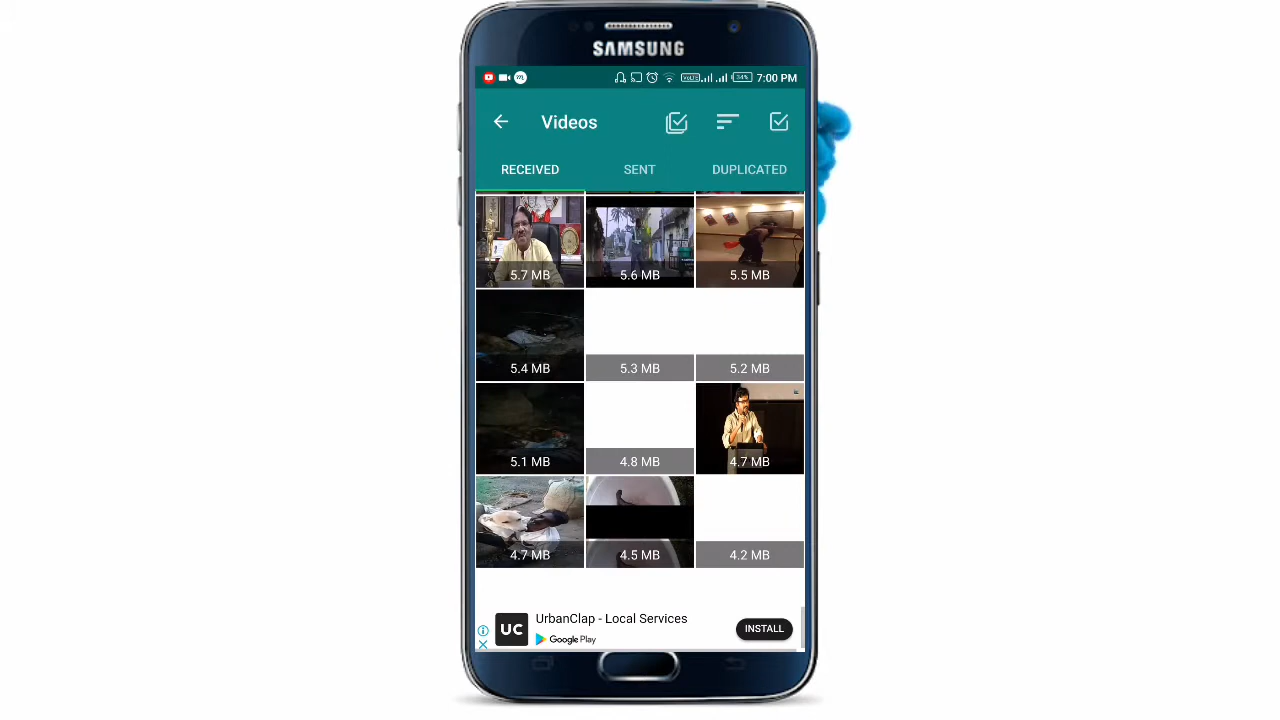 SAMSUNG
VoLTE 34% 7:00 PM
Videos
RECEIVED SENT DUPLICATED
5.7 MB 5.6 MB 5.5 MB
5.4 MB 5.3 MB 5.2 MB
5.1 MB 4.8 MB 4.7 MB
4.7 MB 4.5 MB 4.2 MB
UC
UrbanClap - Local Services
Google Play
INSTALL